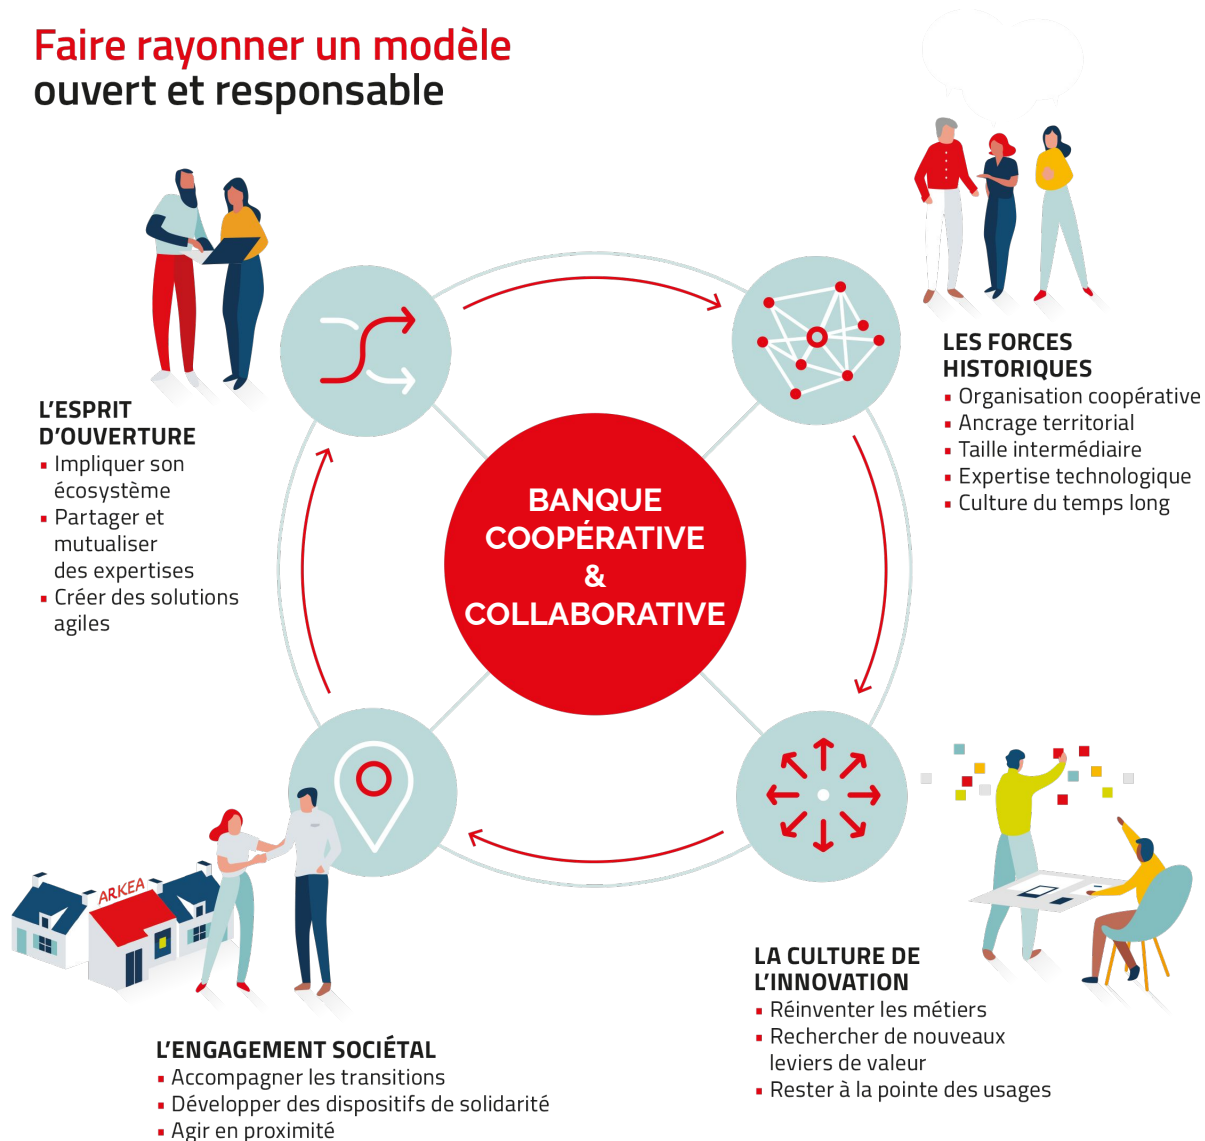 Faire rayonner un modèle
ouvert et responsable
L’ESPRIT
D’OUVERTURE
▪ Impliquer son
écosystème
▪ Partager et
mutualiser
des expertises
▪ Créer des solutions
agiles
LES FORCES
HISTORIQUES
▪ Organisation coopérative
▪ Ancrage territorial
▪ Taille intermédiaire
▪ Expertise technologique
▪ Culture du temps long
BANQUE
COOPÉRATIVE
&
COLLABORATIVE
ARKEA
L’ENGAGEMENT SOCIÉTAL
▪ Accompagner les transitions
▪ Développer des dispositifs de solidarité
▪ Agir en proximité
LA CULTURE DE
L’INNOVATION
▪ Réinventer les métiers
▪ Rechercher de nouveaux
leviers de valeur
▪ Rester à la pointe des usages